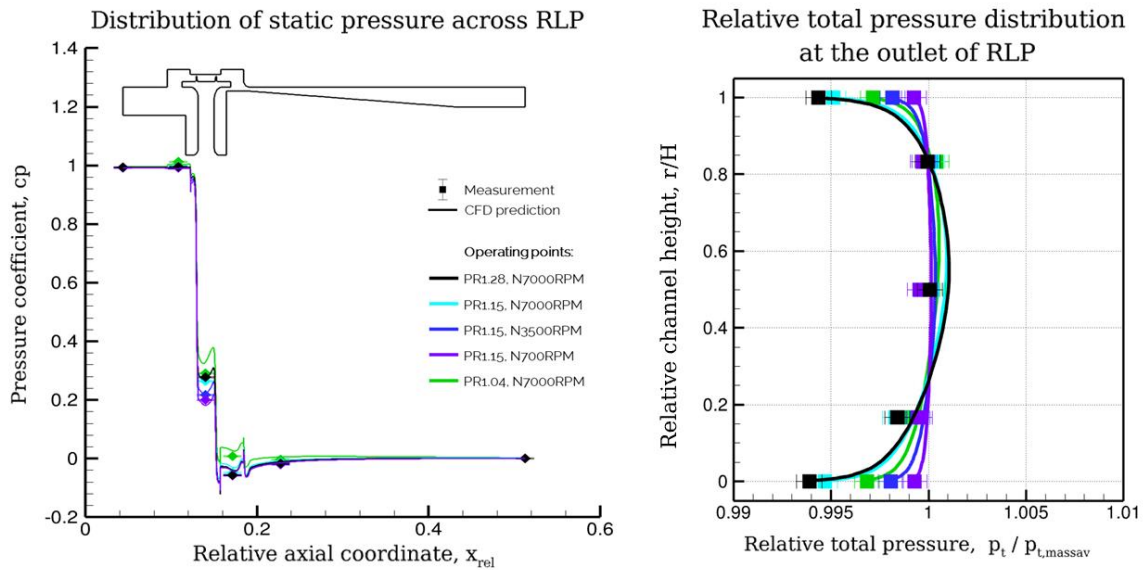 Distribution of static pressure across RLP
1.4
1.2
1
0.8
0.6
0.4
0.2
0
-0.2
Pressure coefficient, cp
Measurement
CFD prediction
Operating points:
PR1.28, N7000RPM
PR1.15, N7000RPM
PR1.15, N3500RPM
PR1.15, N700RPM
PR1.04, N7000RPM
0 0.2 0.4 0.6
Relative axial coordinate, x_rel
Relative total pressure distribution
at the outlet of RLP
1
0.8
0.6
0.4
0.2
0
Relative channel height, r/H
0.99 0.995 1 1.005 1.01
Relative total pressure, p_t / p_t,massav